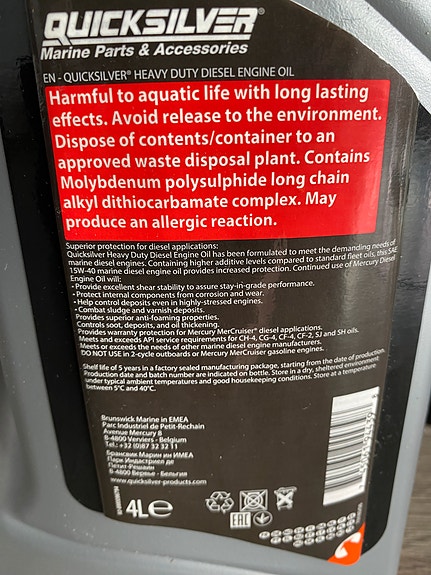 QUICKSILVER®
Marine Parts & Accessories
EN - QUICKSILVER® HEAVY DUTY DIESEL ENGINE OIL
Harmful to aquatic life with long lasting
effects. Avoid release to the environment.
Dispose of contents/container to an
approved waste disposal plant. Contains
Molybdenum polysulphide long chain
alkyl dithiocarbamate complex. May
produce an allergic reaction.
Superior protection for diesel applications:
Quicksilver Heavy Duty Diesel Engine Oil has been formulated to meet the demanding needs of
marine diesel engines. Containing higher additive levels compared to standard fleet oils, this SAE
15W-40 marine diesel engine oil provides increased protection. Continued use of Mercury Diesel
Engine Oil will:
• Provide excellent shear stability to assure stay-in-grade performance.
• Protect internal components from corrosion and wear.
• Help control deposits even in highly-stressed engines.
• Combat sludge and varnish deposits.
Provides superior anti-foaming properties.
Controls soot, deposits, and oil thickening.
Provides warranty protection for Mercury MerCruiser® diesel applications.
Meets and exceeds API service requirements for CH-4, CG-4, CF-4, CF-2, SJ and SH oils.
Meets or exceeds the needs of other marine diesel engine manufacturers.
DO NOT USE in 2-cycle outboards or Mercury MerCruiser gasoline engines.
Shelf life of 5 years in a factory sealed manufacturing package, starting from the date of production.
Production date and batch number are indicated on bottle. Store in a dry, sheltered environment
under typical ambient temperatures and good housekeeping conditions. Store at a temperature
between 5°C and 40°C.
Brunswick Marine in EMEA
Parc Industriel de Petit-Rechain
Avenue Mercury 8
B-4800 Verviers - Belgium
Tel.: +32 (0)87 32 32 11
Брансвик Марин ин ИМЕА
Парк Индастриел де
Петит-Решаин
B-4800 Вервье - Бельгия
www.quicksilver-products.com
4L℮
EAC